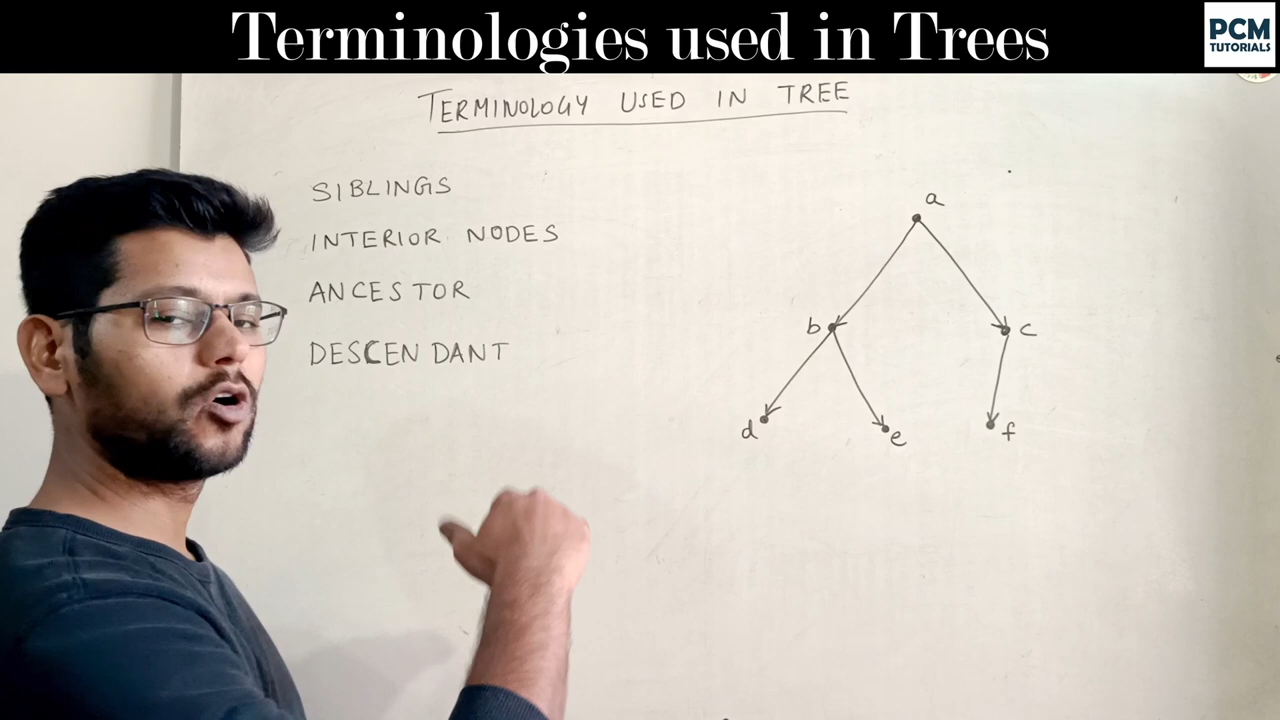 Terminologies used in Trees
PCM
TUTORIALS
TERMINOLOGY USED IN TREE
SIBLINGS
INTERIOR NODES
ANCESTOR
DESCENDANT
a
b
c
d
e
f